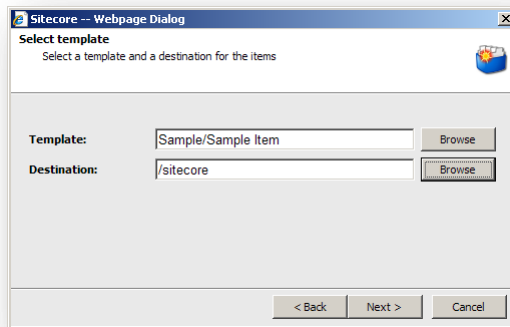 Sitecore -- Webpage Dialog
Select template
Select a template and a destination for the items
Template: Sample/Sample Item Browse
Destination: /sitecore Browse
< Back Next > Cancel